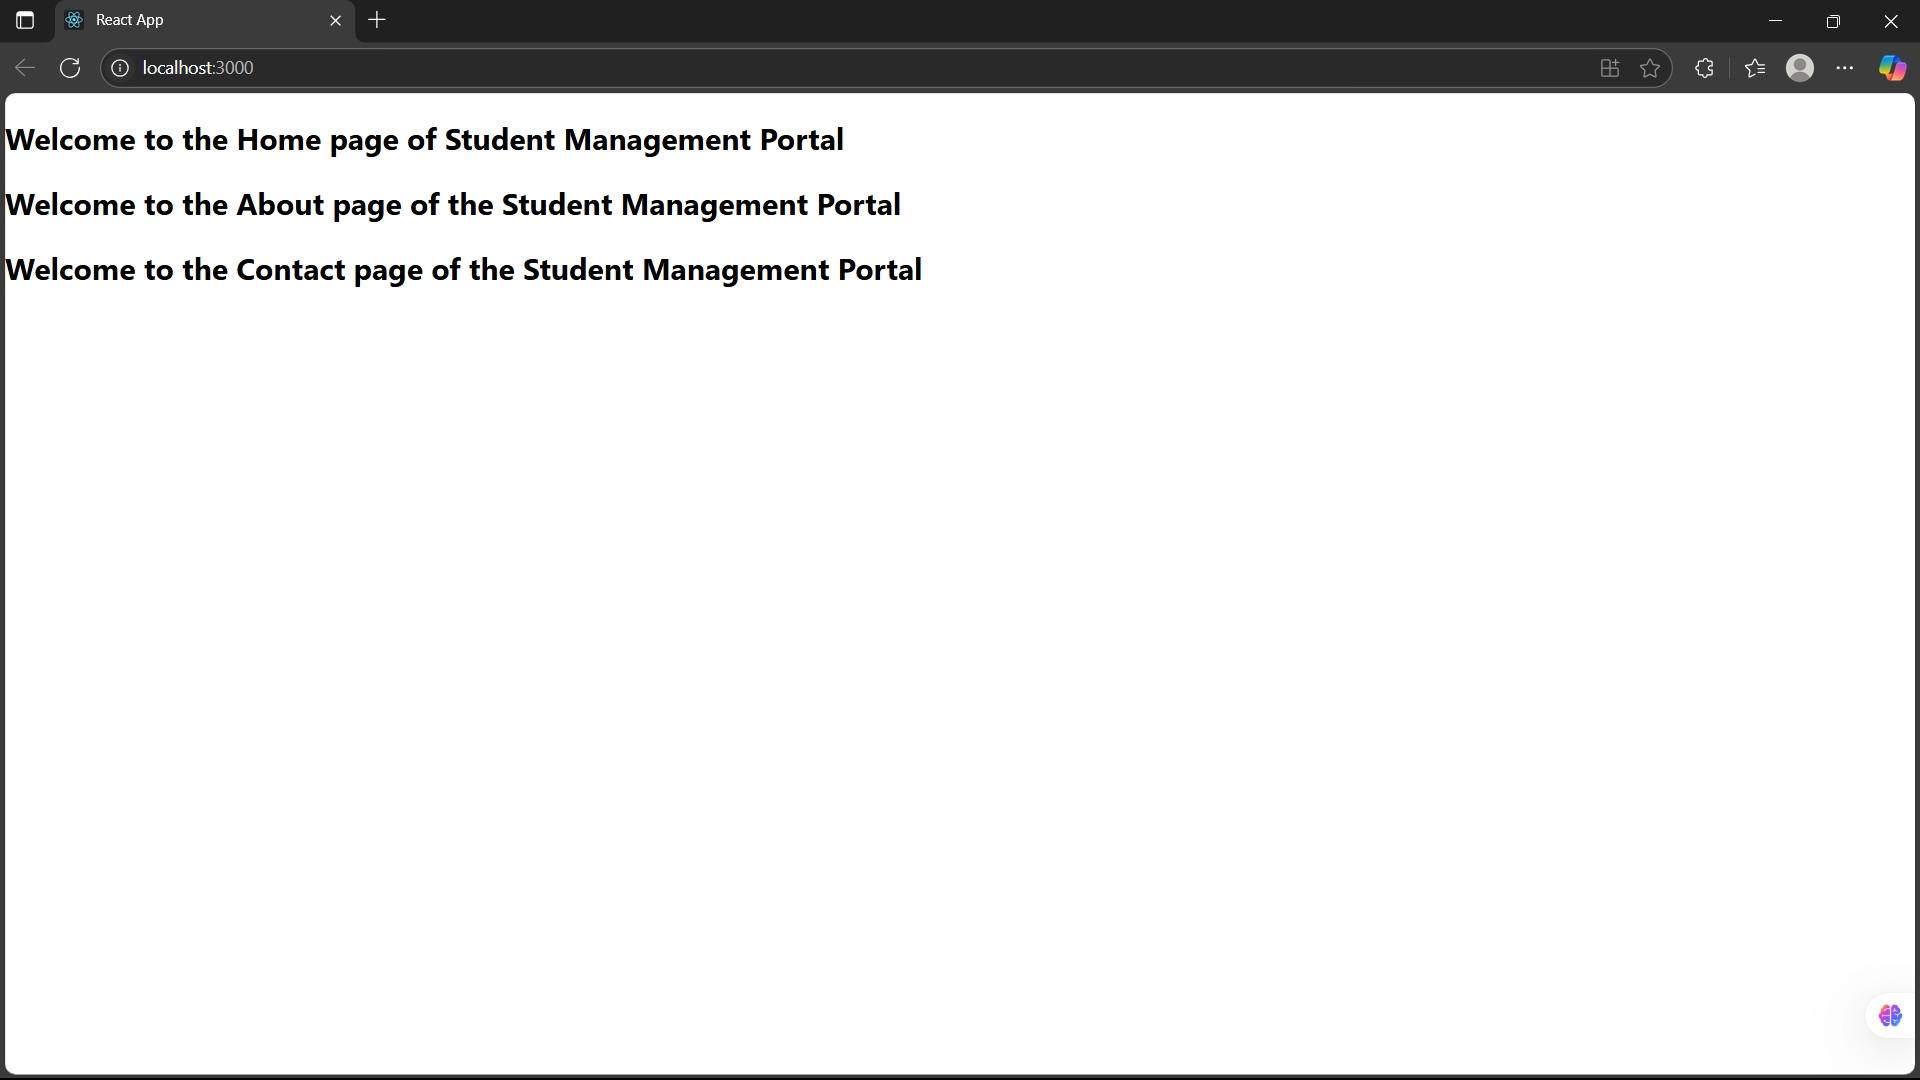 React App
localhost:3000
Welcome to the Home page of Student Management Portal
Welcome to the About page of the Student Management Portal
Welcome to the Contact page of the Student Management Portal